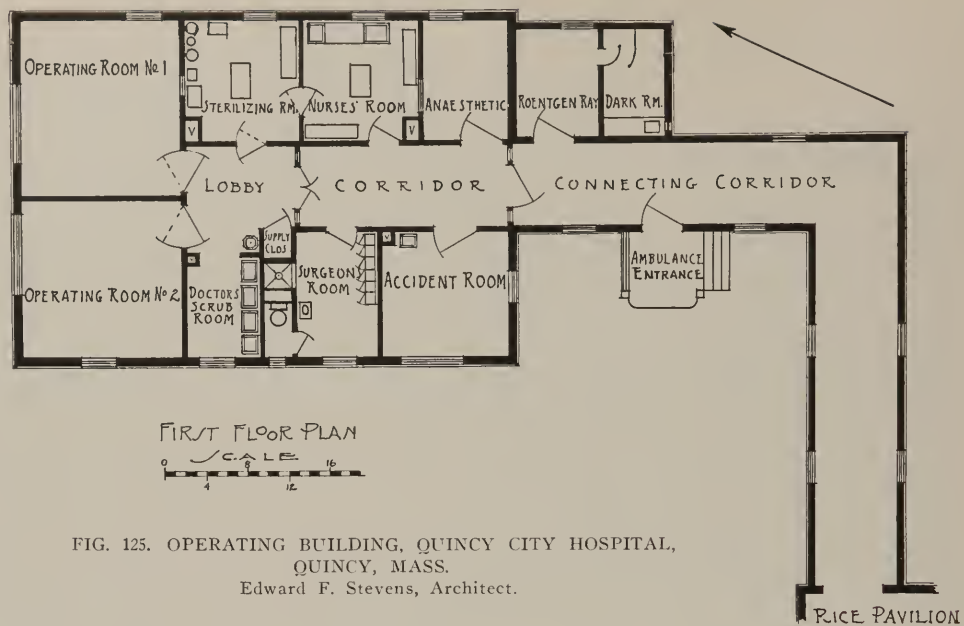 OPERATING ROOM No 1
STERILIZING RM.
NURSES' ROOM
ANAESTHETIC
ROENTGEN RAY
DARK RM.
V
V
LOBBY
CORRIDOR
CONNECTING CORRIDOR
OPERATING ROOM No 2
DOCTORS
SCRUB
ROOM
SUPPLY
CLOS.
SURGEONS
ROOM
V
ACCIDENT ROOM
AMBULANCE
ENTRANCE
FIRST FLOOR PLAN
SCALE
0 8 16
4 12
FIG. 125. OPERATING BUILDING, QUINCY CITY HOSPITAL,
QUINCY, MASS.
Edward F. Stevens, Architect.
RICE PAVILION